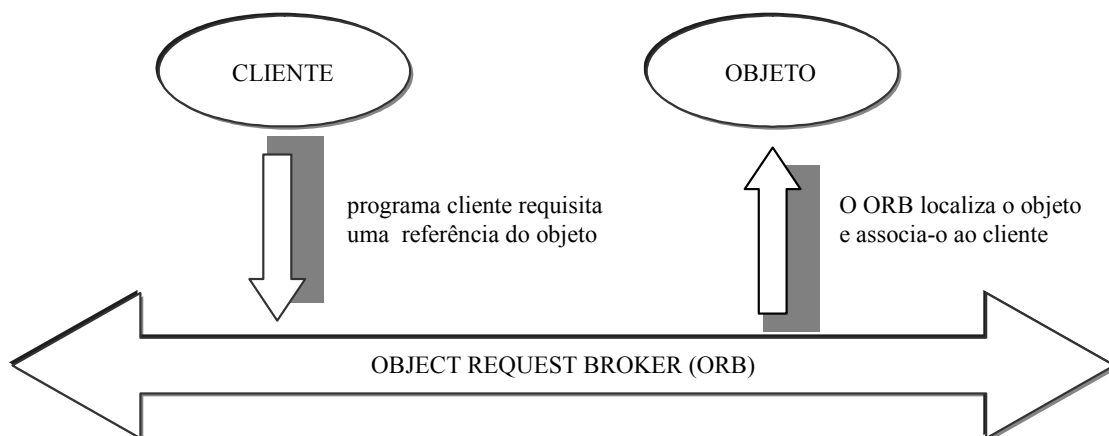 CLIENTE
OBJETO
programa cliente requisita
uma referência do objeto
O ORB localiza o objeto
e associa-o ao cliente
OBJECT REQUEST BROKER (ORB)